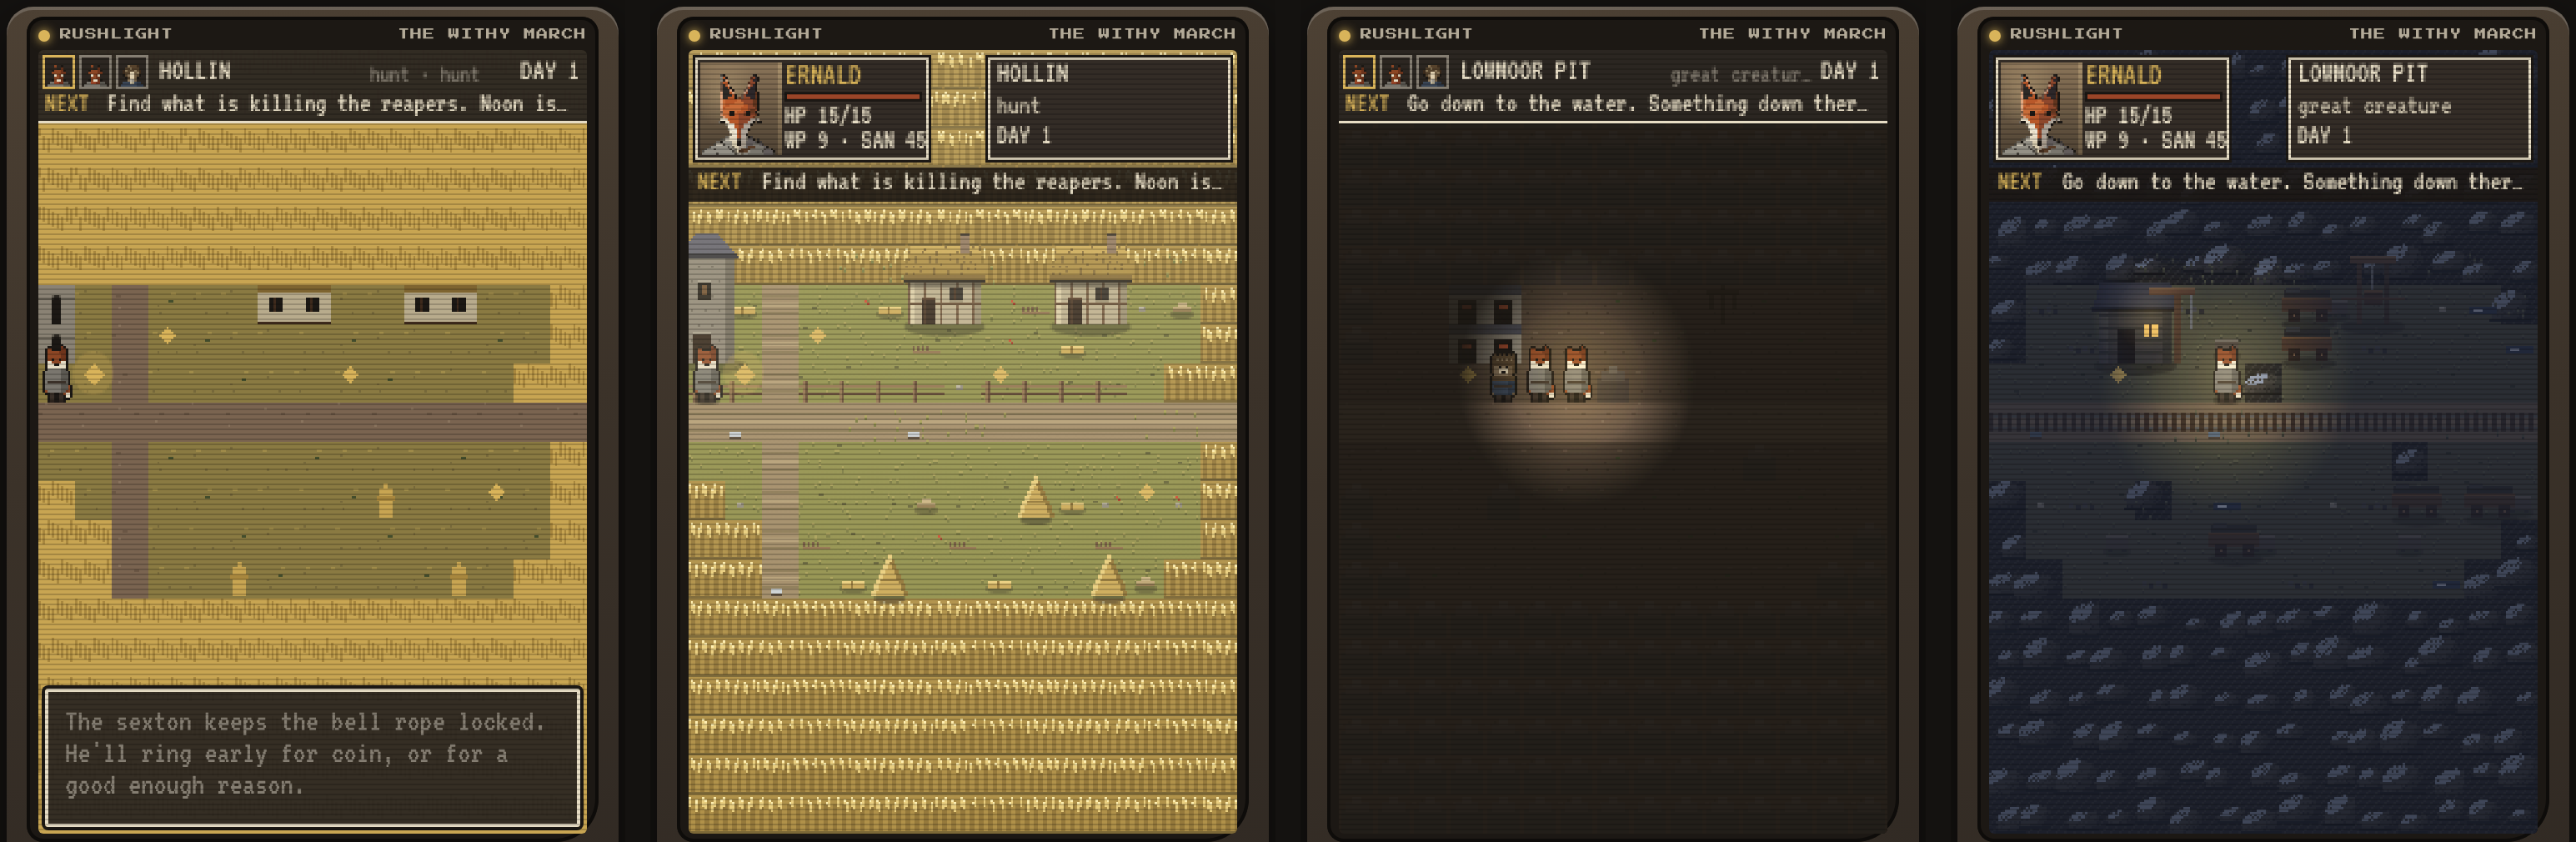 RUSHLIGHT THE WITHY MARCH
HOLLIN hunt · hunt DAY 1
NEXT Find what is killing the reapers. Noon is…
The sexton keeps the bell rope locked.
He'll ring early for coin, or for a
good enough reason.
RUSHLIGHT THE WITHY MARCH
ERNALD
HP 15/15
WP 9 · SAN 45
HOLLIN
hunt
DAY 1
NEXT Find what is killing the reapers. Noon is…
RUSHLIGHT THE WITHY MARCH
LOWMOOR PIT great creatur… DAY 1
NEXT Go down to the water. Something down ther…
RUSHLIGHT THE WITHY MARCH
ERNALD
HP 15/15
WP 9 · SAN 45
LOWMOOR PIT
great creature
DAY 1
NEXT Go down to the water. Something down ther…